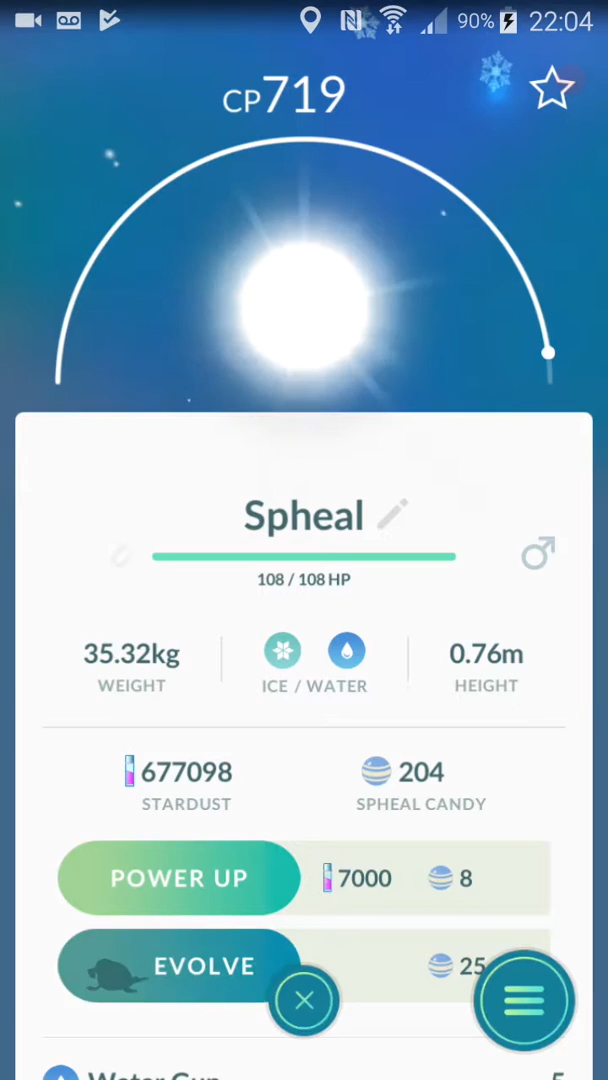 90% 22:04
CP719
Spheal
108 / 108 HP
35.32kg
WEIGHT
ICE / WATER
0.76m
HEIGHT
677098
STARDUST
204
SPHEAL CANDY
POWER UP 7000 8
EVOLVE 25
Water Gun 5